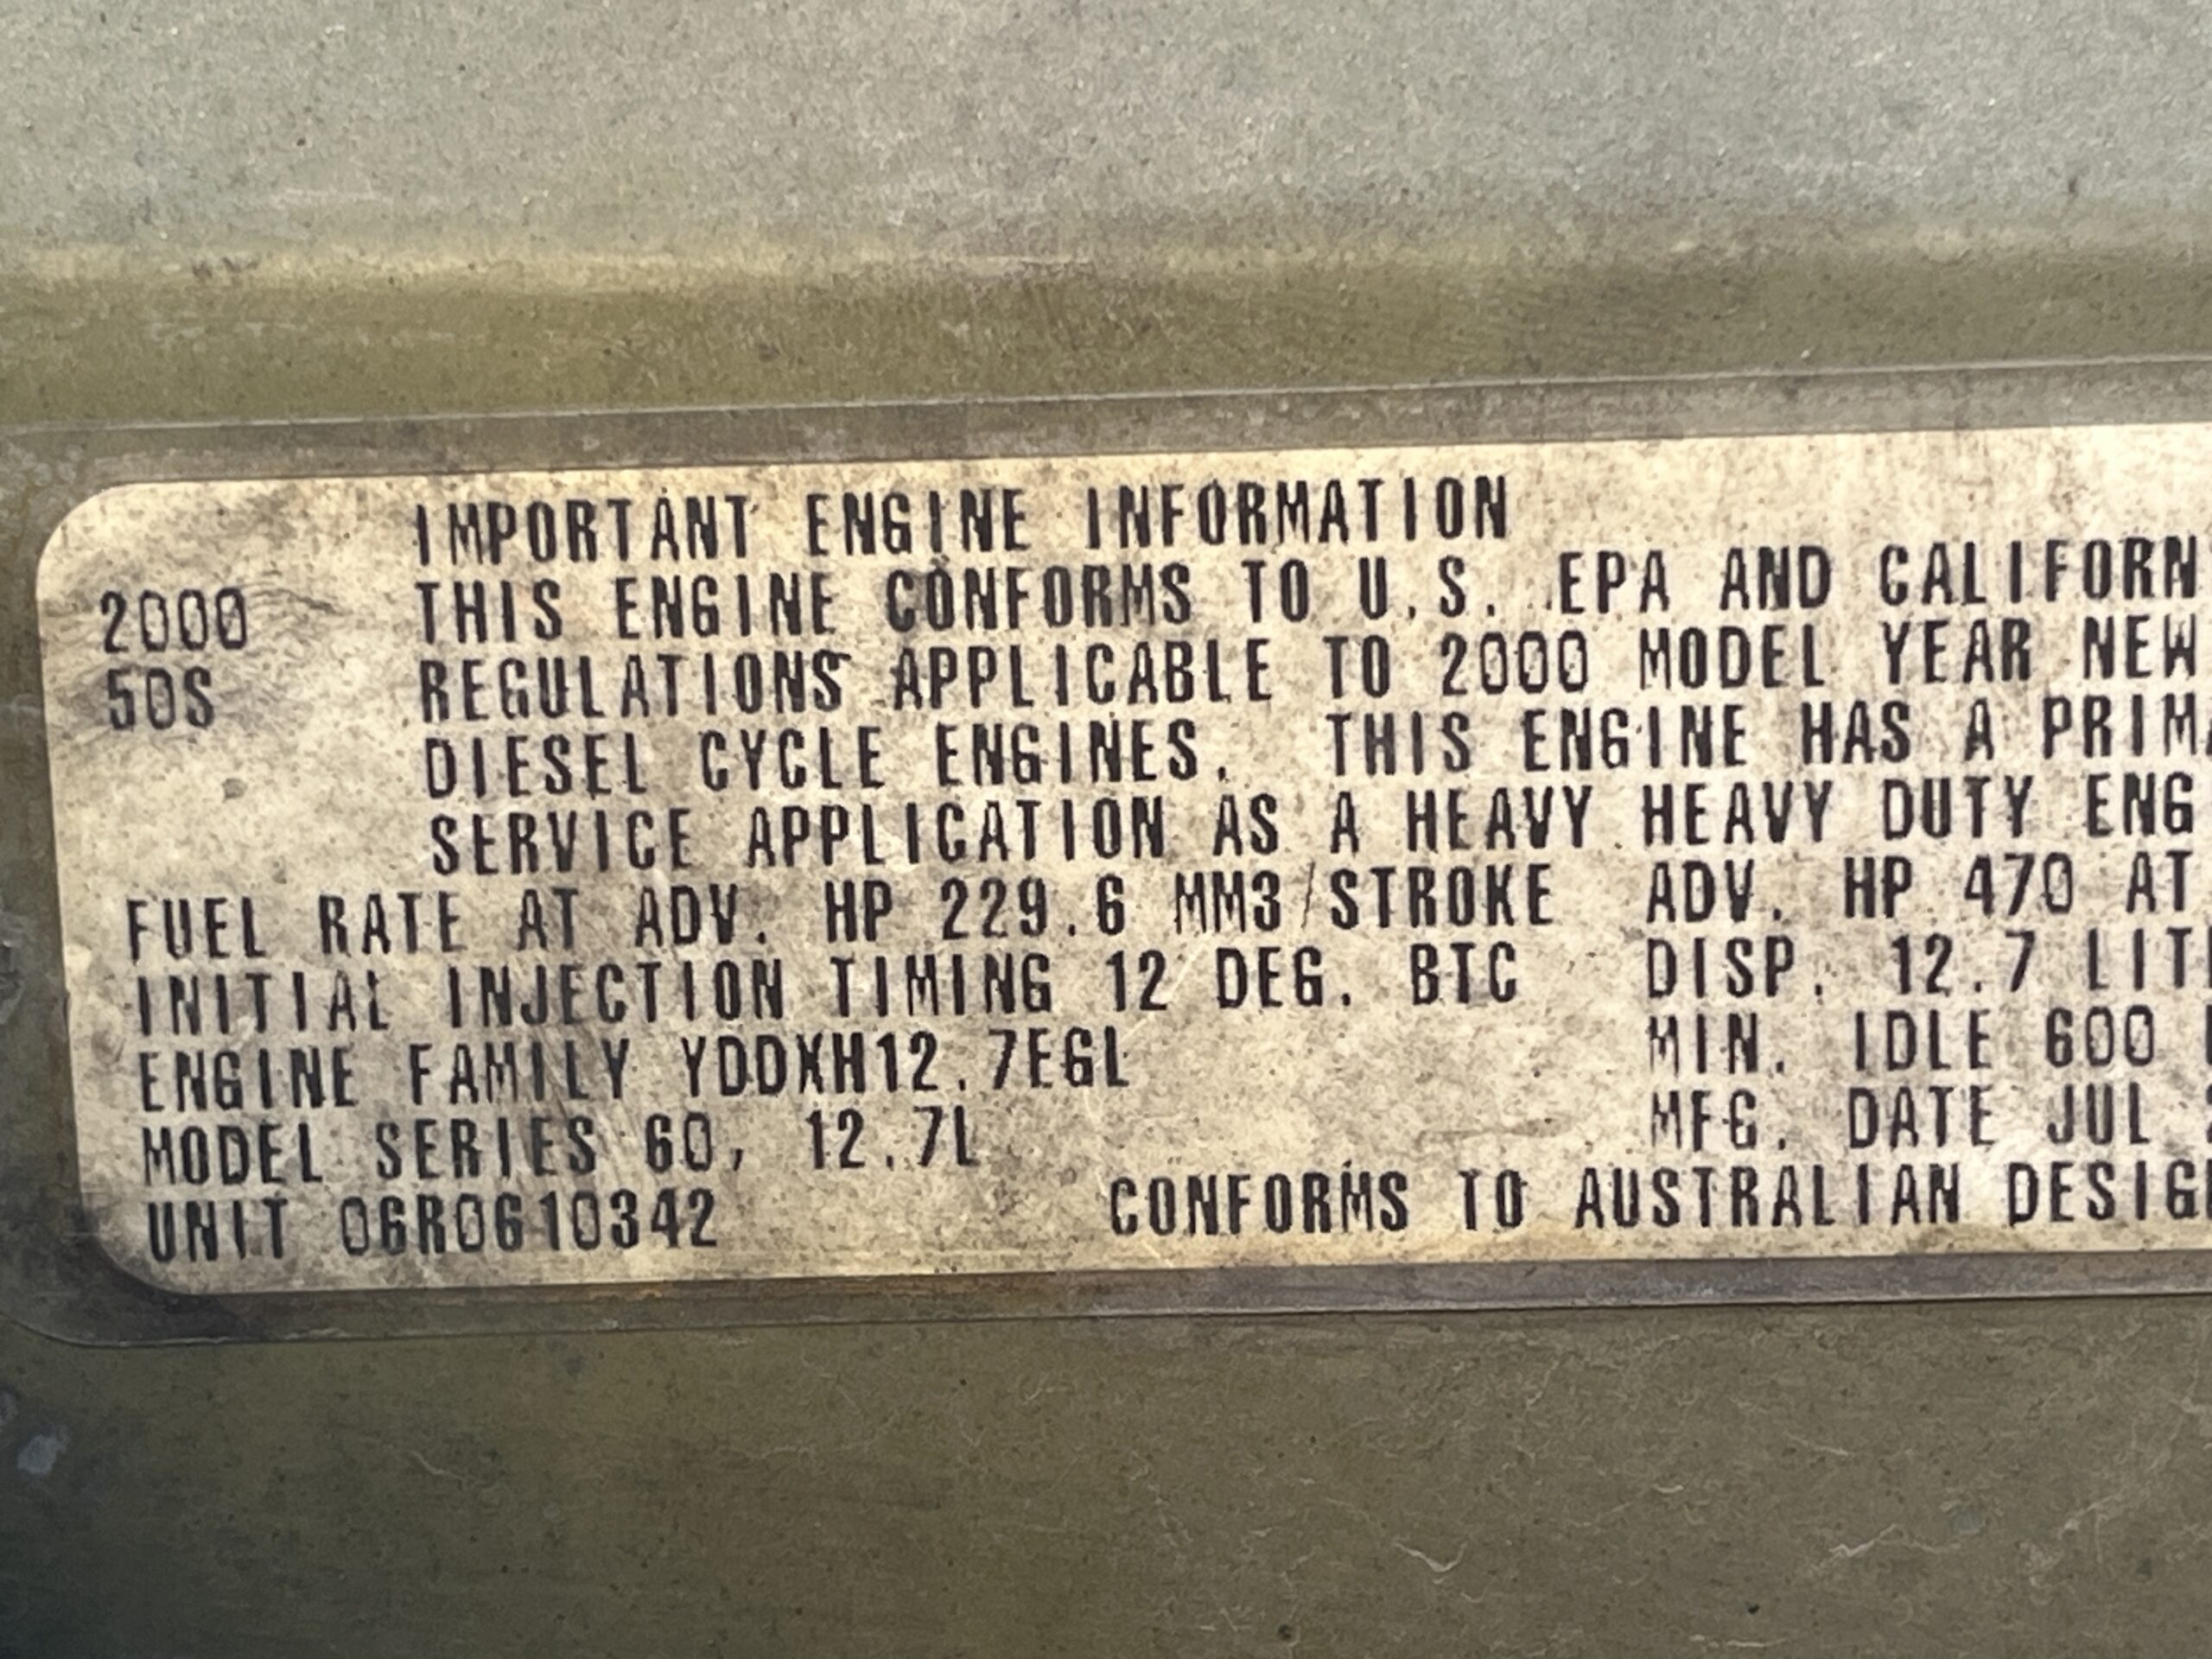 IMPORTANT ENGINE INFORMATION
2000 THIS ENGINE CONFORMS TO U.S. EPA AND CALIFORN
50S REGULATIONS APPLICABLE TO 2000 MODEL YEAR NEW
DIESEL CYCLE ENGINES. THIS ENGINE HAS A PRIMA
SERVICE APPLICATION AS A HEAVY HEAVY DUTY ENG
FUEL RATE AT ADV. HP 229.6 MM3/STROKE ADV. HP 470 AT
INITIAL INJECTION TIMING 12 DEG. BTC DISP. 12.7 LIT
ENGINE FAMILY YDDXH12.7EGL MIN. IDLE 600
MODEL SERIES 60, 12.7L MFG. DATE JUL
UNIT 06R0610342 CONFORMS TO AUSTRALIAN DESIG